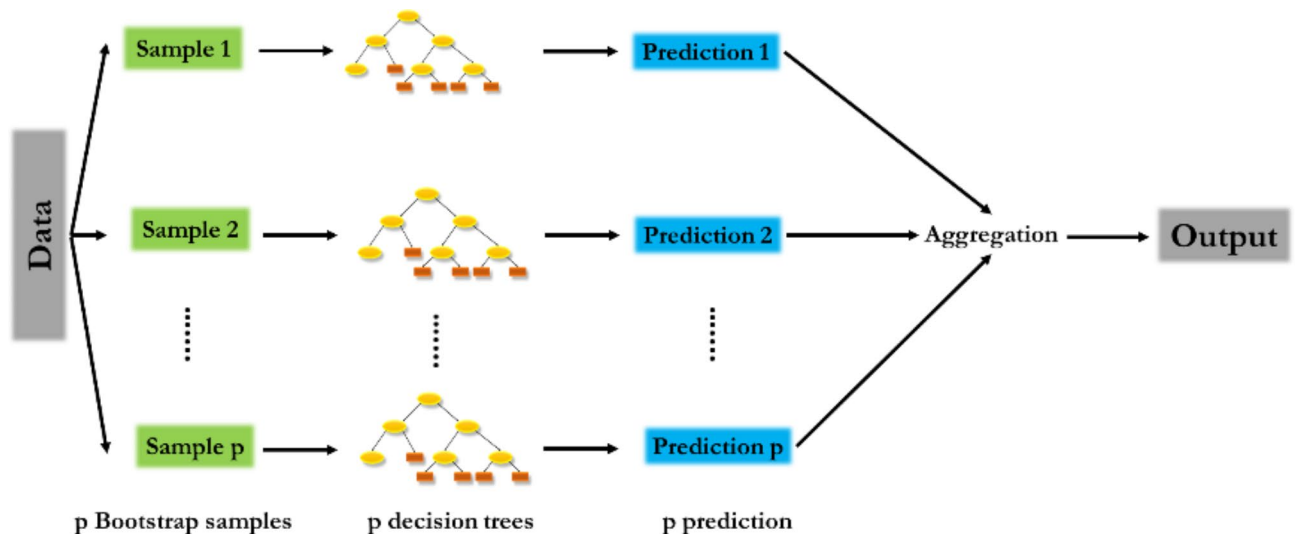 Data
Sample 1
Prediction 1
Sample 2
Prediction 2
Aggregation
Output
Sample p
Prediction p
p Bootstrap samples
p decision trees
p prediction